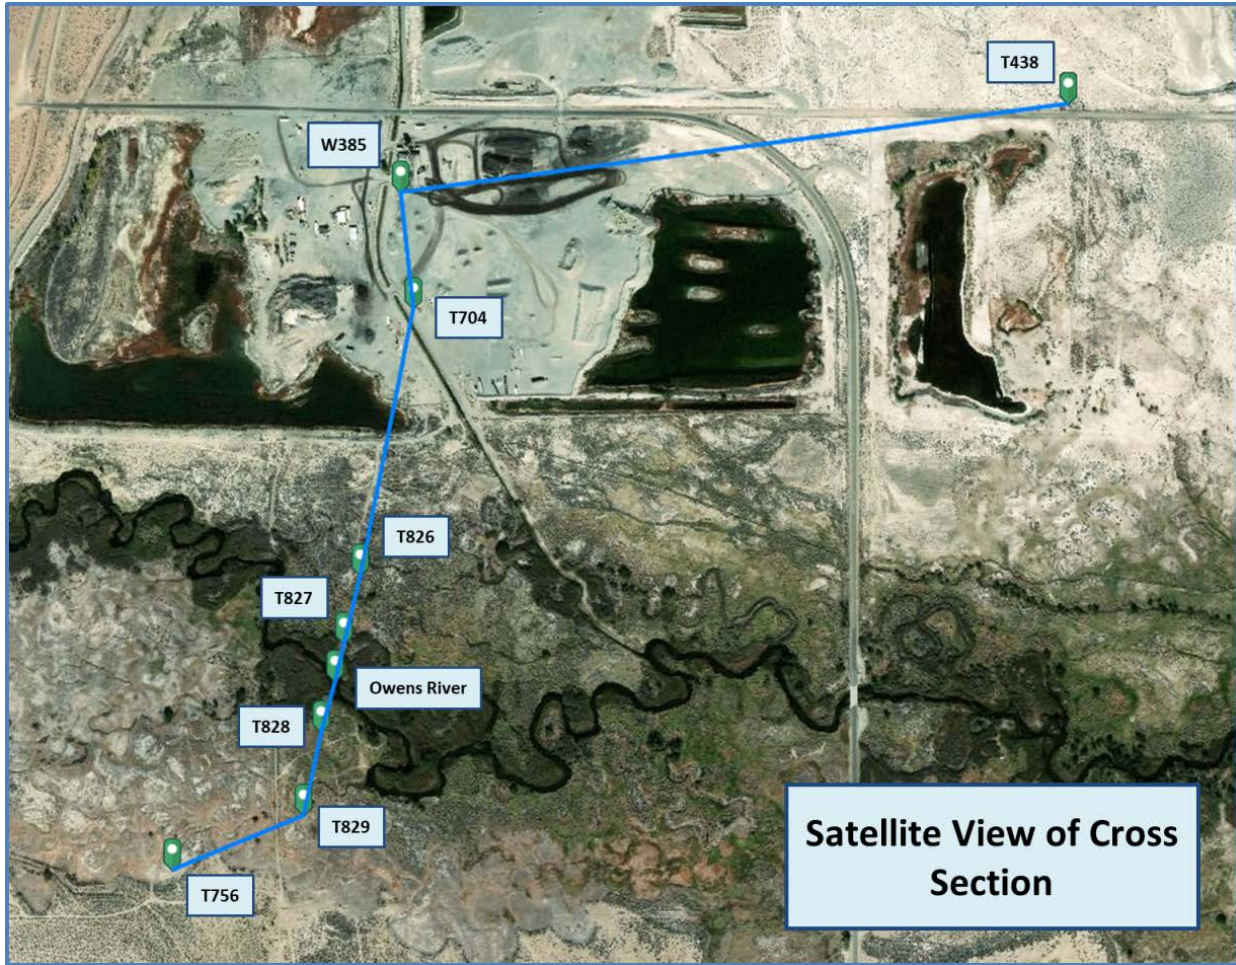 T438
W385
T704
T826
T827
Owens River
T828
T829
T756
Satellite View of Cross
Section